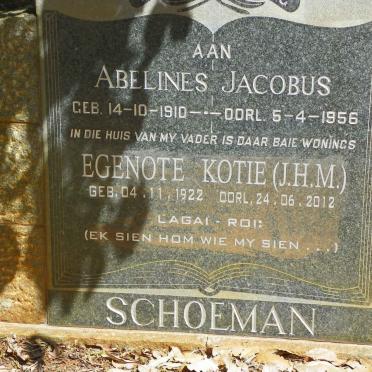 AAN
ABELINES JACOBUS
GEB. 14-10-1910 -·- OORL. 5-4-1956
IN DIE HUIS VAN MY VADER IS DAAR BAIE WONINGS
EGENOTE KOTIE (J.H.M.)
GEB. 04.11.1922 OORL. 24.06.2012
LAGAI - ROI:
(EK SIEN HOM WIE MY SIEN ...)
SCHOEMAN